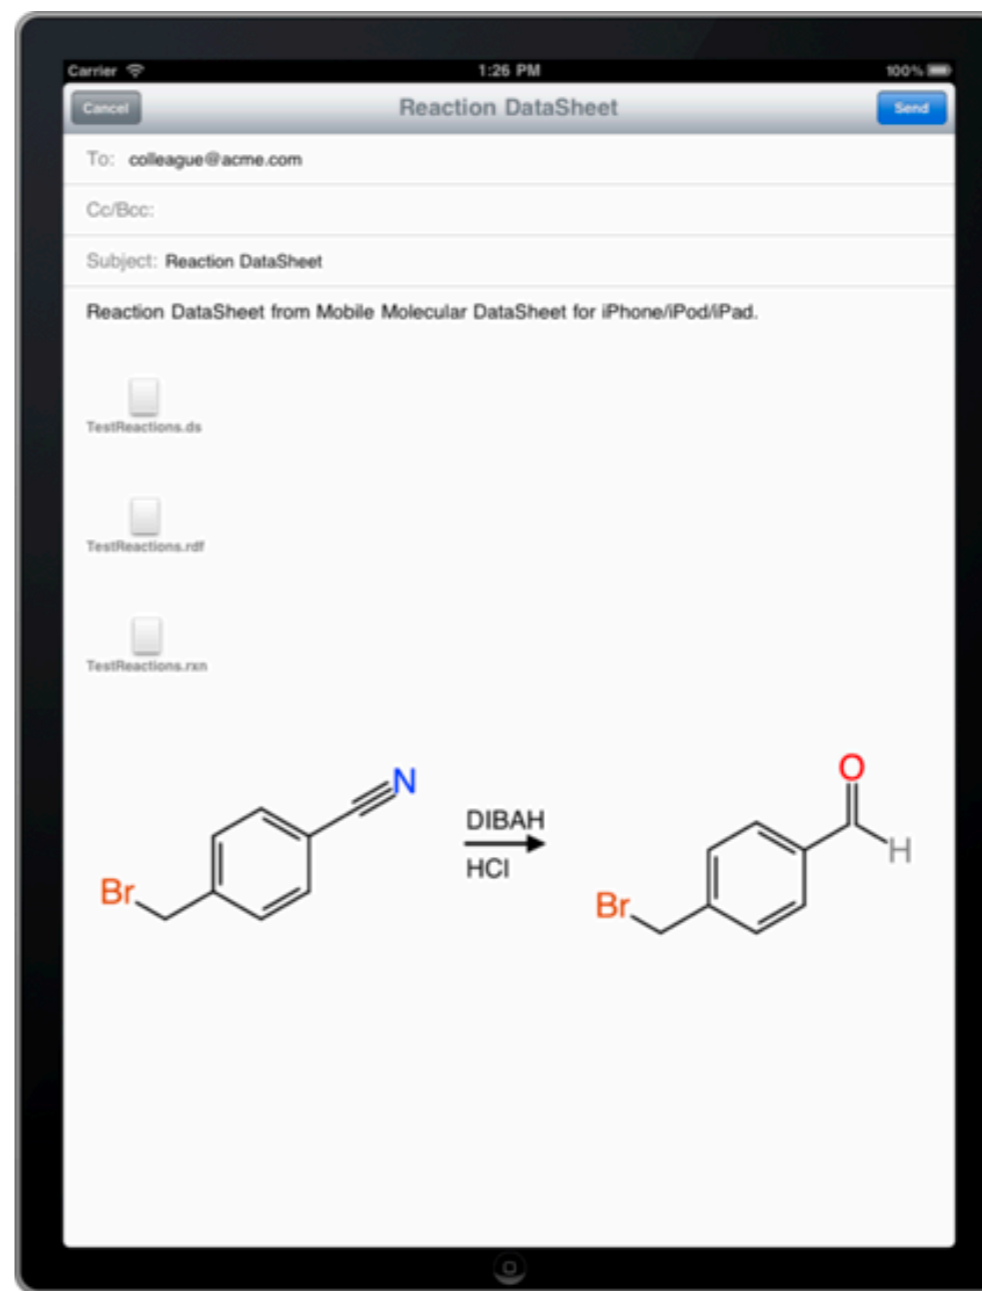 Carrier 1:26 PM 100%
Cancel Reaction DataSheet Send
To: colleague@acme.com
Cc/Bcc:
Subject: Reaction DataSheet
Reaction DataSheet from Mobile Molecular DataSheet for iPhone/iPod/iPad.
TestReactions.ds
TestReactions.rdf
TestReactions.rxn
N
Br
DIBAH
HCl
O
H
Br